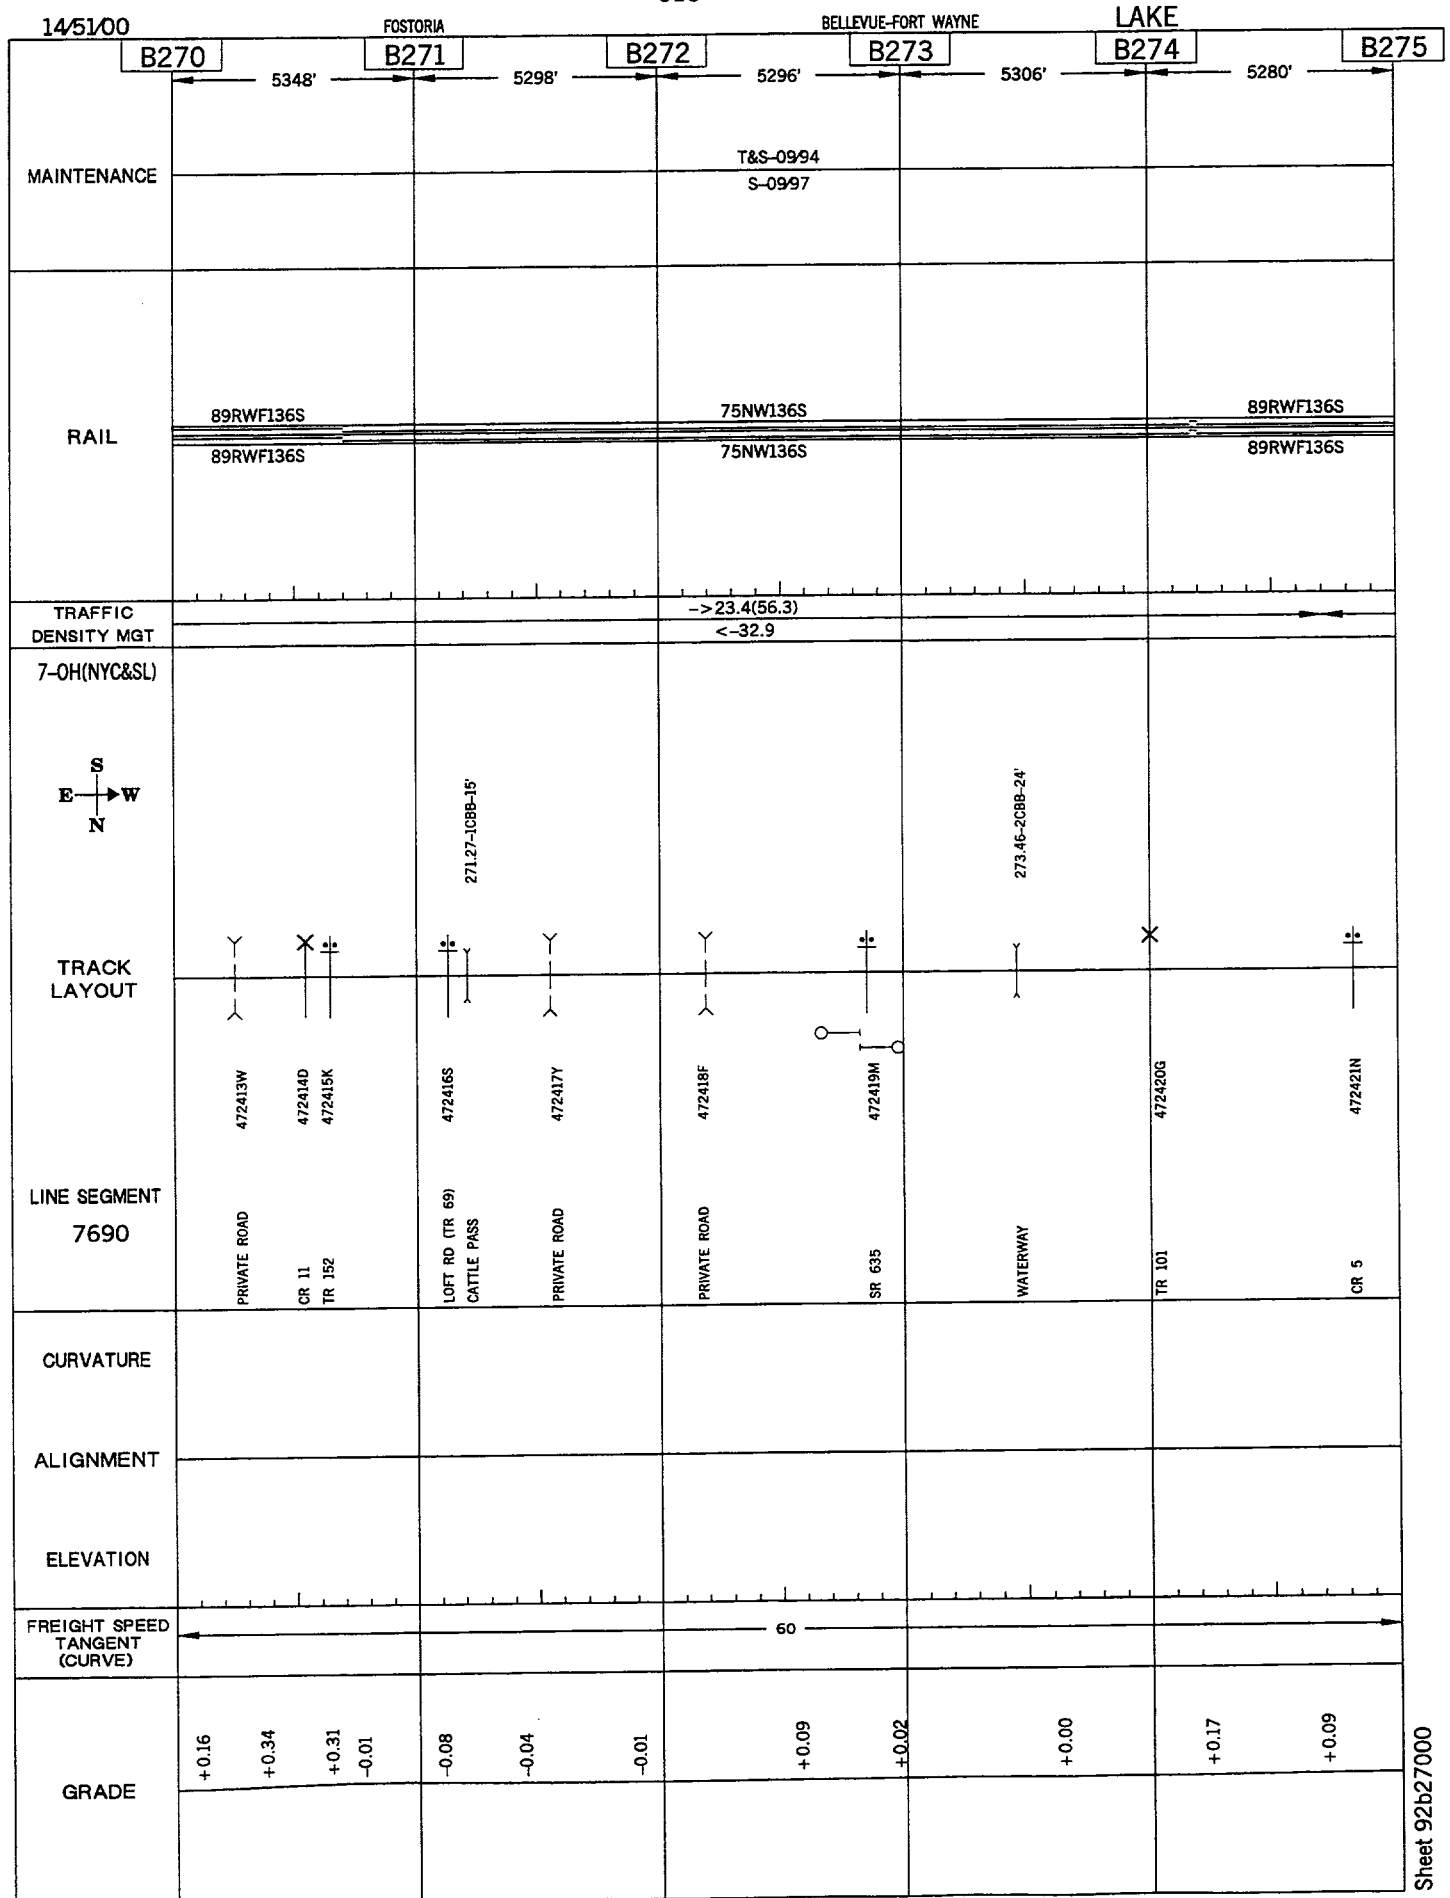 14/51/00 FOSTORIA BELLEVUE-FORT WAYNE LAKE
B270 B271 B272 B273 B274 B275
5348' 5298' 5296' 5306' 5280'
MAINTENANCE
T&S-09/94
S-09/97
RAIL
89RWF136S 75NW136S 89RWF136S
89RWF136S 75NW136S 89RWF136S
TRAFFIC
DENSITY MGT
->23.4(56.3)
<-32.9
7-OH(NYC&SL)
S
E W
N
271.27-1CBB-15'
273.46-2CBB-24'
TRACK
LAYOUT
472413W
472414D
472415K
472416S
472417Y
472418F
472419M
472420G
472421N
LINE SEGMENT
7690
PRIVATE ROAD
CR 11
TR 152
LOFT RD (TR 69)
CATTLE PASS
PRIVATE ROAD
PRIVATE ROAD
SR 635
WATERWAY
TR 101
CR 5
CURVATURE
ALIGNMENT
ELEVATION
FREIGHT SPEED
TANGENT
(CURVE)
60
GRADE
+0.16
+0.34
+0.31
-0.01
-0.08
-0.04
-0.01
+0.09
+0.02
+0.00
+0.17
+0.09
Sheet 92b27000